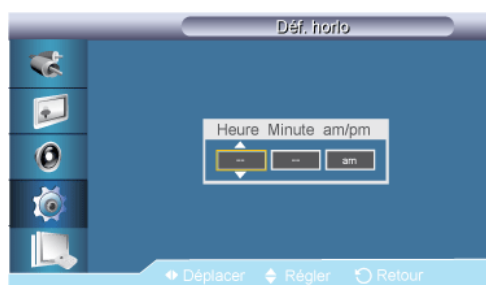 Déf. horlo
Heure Minute am/pm
-- -- am
Déplacer Régler Retour